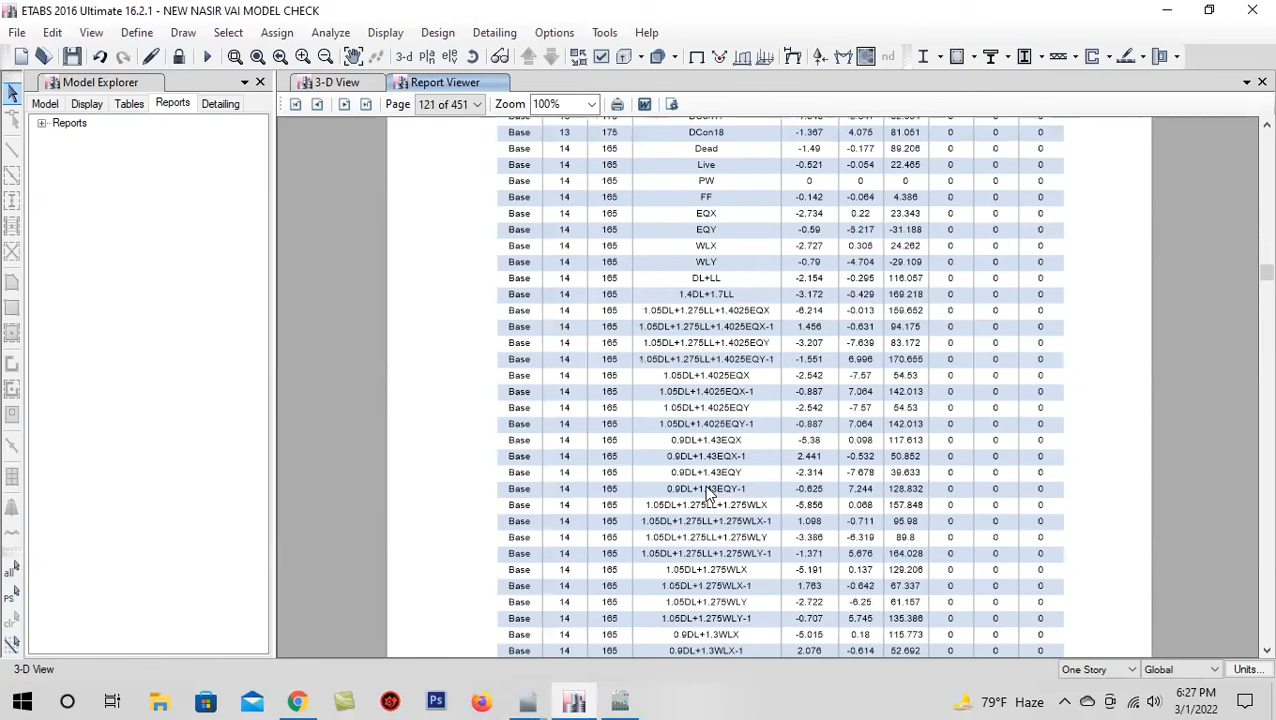 ETABS 2016 Ultimate 16.2.1 - NEW NASIR VAI MODEL CHECK
File Edit View Define Draw Select Assign Analyze Display Design Detailing Options Tools Help
3-d nd
Model Explorer 3-D View Report Viewer
Model Display Tables Reports Detailing Page 121 of 451 Zoom 100%
Reports
Base 13 175 DCon18 -1.367 4.075 81.051 0 0 0
Base 14 165 Dead -1.49 -0.177 89.206 0 0 0
Base 14 165 Live -0.521 -0.054 22.465 0 0 0
Base 14 165 PW 0 0 0 0 0 0
Base 14 165 FF -0.142 -0.064 4.386 0 0 0
Base 14 165 EQX -2.734 0.22 23.343 0 0 0
Base 14 165 EQY -0.59 -5.217 -31.188 0 0 0
Base 14 165 WLX -2.727 0.306 24.262 0 0 0
Base 14 165 WLY -0.79 -4.704 -29.109 0 0 0
Base 14 165 DL+LL -2.154 -0.295 116.057 0 0 0
Base 14 165 1.4DL+1.7LL -3.172 -0.429 169.218 0 0 0
Base 14 165 1.05DL+1.275LL+1.4025EQX -6.214 -0.013 159.652 0 0 0
Base 14 165 1.05DL+1.275LL+1.4025EQX-1 1.456 -0.631 94.175 0 0 0
Base 14 165 1.05DL+1.275LL+1.4025EQY -3.207 -7.639 83.172 0 0 0
Base 14 165 1.05DL+1.275LL+1.4025EQY-1 -1.551 6.996 170.655 0 0 0
Base 14 165 1.05DL+1.4025EQX -2.542 -7.57 54.53 0 0 0
Base 14 165 1.05DL+1.4025EQX-1 -0.887 7.064 142.013 0 0 0
Base 14 165 1.05DL+1.4025EQY -2.542 -7.57 54.53 0 0 0
Base 14 165 1.05DL+1.4025EQY-1 -0.887 7.064 142.013 0 0 0
Base 14 165 0.9DL+1.43EQX -5.38 0.098 117.613 0 0 0
Base 14 165 0.9DL+1.43EQX-1 2.441 -0.532 50.852 0 0 0
Base 14 165 0.9DL+1.43EQY -2.314 -7.678 39.633 0 0 0
Base 14 165 0.9DL+1.43EQY-1 -0.625 7.244 128.832 0 0 0
Base 14 165 1.05DL+1.275LL+1.275WLX -5.856 0.068 157.848 0 0 0
Base 14 165 1.05DL+1.275LL+1.275WLX-1 1.098 -0.711 95.98 0 0 0
Base 14 165 1.05DL+1.275LL+1.275WLY -3.386 -6.319 89.8 0 0 0
Base 14 165 1.05DL+1.275LL+1.275WLY-1 -1.371 5.676 164.028 0 0 0
Base 14 165 1.05DL+1.275WLX -5.191 0.137 129.206 0 0 0
Base 14 165 1.05DL+1.275WLX-1 1.763 -0.642 67.337 0 0 0
Base 14 165 1.05DL+1.275WLY -2.722 -6.25 61.157 0 0 0
Base 14 165 1.05DL+1.275WLY-1 -0.707 5.745 135.386 0 0 0
Base 14 165 0.9DL+1.3WLX -5.015 0.18 115.773 0 0 0
Base 14 165 0.9DL+1.3WLX-1 2.076 -0.614 52.692 0 0 0
all
PS
clr
3-D View One Story Global Units...
Ps 79°F Haze 6:27 PM
3/1/2022